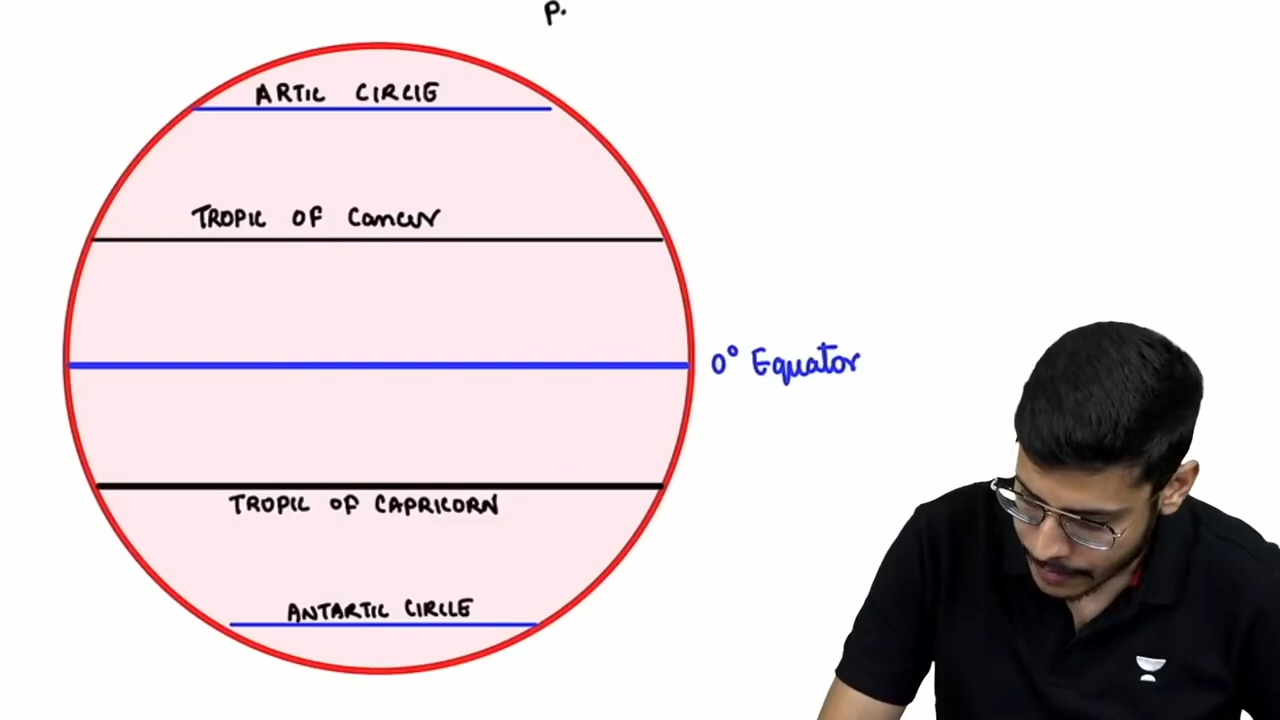 P.
ARTIC CIRCLE
TROPIC OF Cancer
0° Equator
TROPIC OF CAPRICORN
ANTARTIC CIRCLE